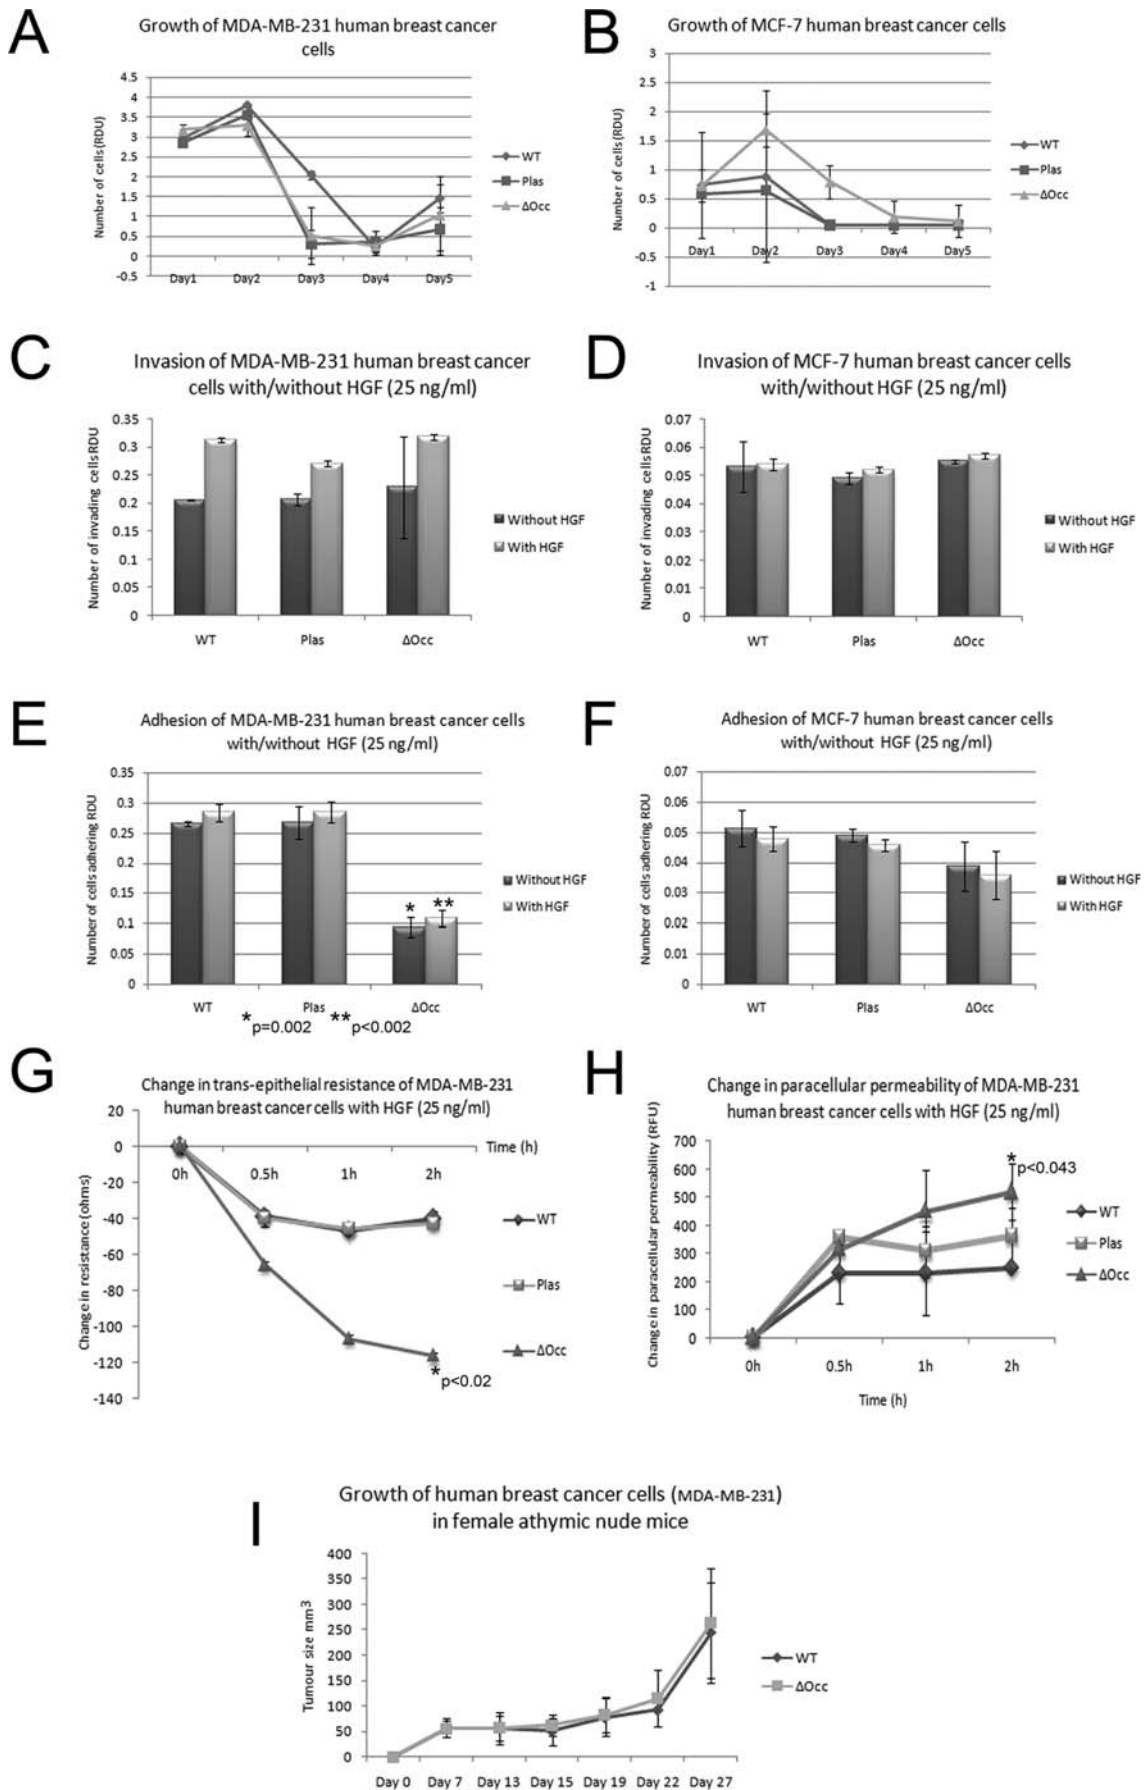 A
Growth of MDA-MB-231 human breast cancer
cells
Number of cells (RDU)
4.5
4
3.5
3
2.5
2
1.5
1
0.5
0
-0.5
Day1 Day2 Day3 Day4 Day5
WT
Plas
ΔOcc
B
Growth of MCF-7 human breast cancer cells
Number of cells (RDU)
3
2.5
2
1.5
1
0.5
0
-0.5
-1
Day1 Day2 Day3 Day4 Day5
WT
Plas
ΔOcc
C
Invasion of MDA-MB-231 human breast cancer
cells with/without HGF (25 ng/ml)
Number of invading cells RDU
0.35
0.3
0.25
0.2
0.15
0.1
0.05
0
WT Plas ΔOcc
Without HGF
With HGF
D
Invasion of MCF-7 human breast cancer cells
with/without HGF (25 ng/ml)
Number of invading cells RDU
0.07
0.06
0.05
0.04
0.03
0.02
0.01
0
WT Plas ΔOcc
Without HGF
With HGF
E
Adhesion of MDA-MB-231 human breast cancer cells
with/without HGF (25 ng/ml)
Number of cells adhering RDU
0.35
0.3
0.25
0.2
0.15
0.1
0.05
0
* **
WT Plas ΔOcc
*p=0.002 **p<0.002
Without HGF
With HGF
F
Adhesion of MCF-7 human breast cancer cells
with/without HGF (25 ng/ml)
Number of cells adhering RDU
0.07
0.06
0.05
0.04
0.03
0.02
0.01
0
WT Plas ΔOcc
Without HGF
With HGF
G
Change in trans-epithelial resistance of MDA-MB-231
human breast cancer cells with HGF (25 ng/ml)
Change in resistance (ohms)
20
0
-20
-40
-60
-80
-100
-120
-140
Time (h)
0h 0.5h 1h 2h
*p<0.02
WT
Plas
ΔOcc
H
Change in paracellular permeability of MDA-MB-231
human breast cancer cells with HGF (25 ng/ml)
Change in paracellular permeability (RFU)
700
600
500
400
300
200
100
0
*p<0.043
0h 0.5h 1h 2h
Time (h)
WT
Plas
ΔOcc
I
Growth of human breast cancer cells (MDA-MB-231)
in female athymic nude mice
Tumour size mm3
400
350
300
250
200
150
100
50
0
Day 0 Day 7 Day 13 Day 15 Day 19 Day 22 Day 27
WT
ΔOcc